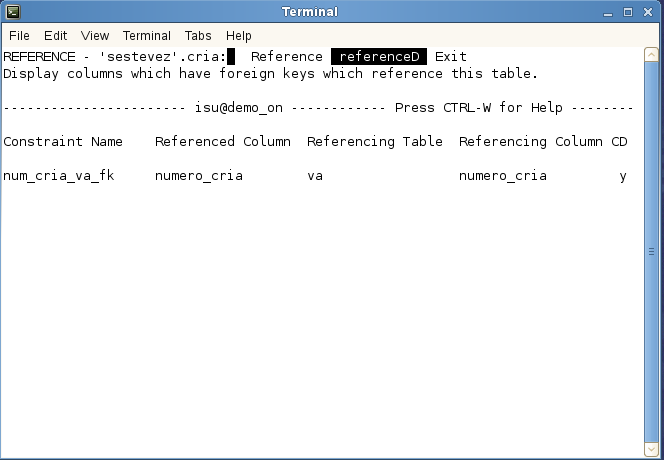 Terminal
File Edit View Terminal Tabs Help
REFERENCE - 'sestevez'.cria: Reference referenceD Exit
Display columns which have foreign keys which reference this table.
----------------------- isu@demo_on ------------ Press CTRL-W for Help --------
Constraint Name Referenced Column Referencing Table Referencing Column CD
num_cria_va_fk numero_cria va numero_cria y